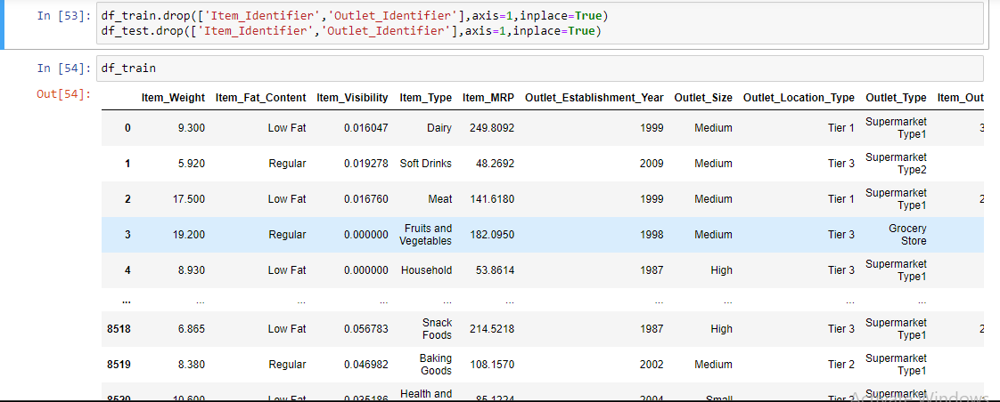 In [53]: df_train.drop(['Item_Identifier','Outlet_Identifier'],axis=1,inplace=True)
df_test.drop(['Item_Identifier','Outlet_Identifier'],axis=1,inplace=True)
In [54]: df_train
Out[54]:
Item_Weight Item_Fat_Content Item_Visibility Item_Type Item_MRP Outlet_Establishment_Year Outlet_Size Outlet_Location_Type Outlet_Type Item_Out
0 9.300 Low Fat 0.016047 Dairy 249.8092 1999 Medium Tier 1 Supermarket Type1 3
1 5.920 Regular 0.019278 Soft Drinks 48.2692 2009 Medium Tier 3 Supermarket Type2
2 17.500 Low Fat 0.016760 Meat 141.6180 1999 Medium Tier 1 Supermarket Type1 2
3 19.200 Regular 0.000000 Fruits and Vegetables 182.0950 1998 Medium Tier 3 Grocery Store
4 8.930 Low Fat 0.000000 Household 53.8614 1987 High Tier 3 Supermarket Type1
... ... ... ... ... ... ... ... ... ...
8518 6.865 Low Fat 0.056783 Snack Foods 214.5218 1987 High Tier 3 Supermarket Type1 2
8519 8.380 Regular 0.046982 Baking Goods 108.1570 2002 Medium Tier 2 Supermarket Type1
8520 10.600 Low Fat 0.035186 Health and 85.1224 2004 Small Tier 2 Supermarket
Activate Windows